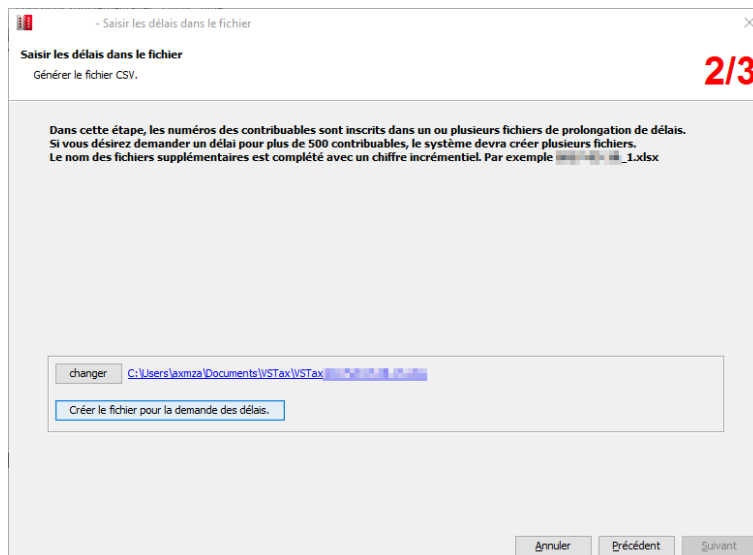 - Saisir les délais dans le fichier
Saisir les délais dans le fichier
Générer le fichier CSV.
2/3
Dans cette étape, les numéros des contribuables sont inscrits dans un ou plusieurs fichiers de prolongation de délais.
Si vous désirez demander un délai pour plus de 500 contribuables, le système devra créer plusieurs fichiers.
Le nom des fichiers supplémentaires est complété avec un chiffre incrémentiel. Par exemple _1.xlsx
changer C:\Users\axmza\Documents\VSTax\VSTax
Créer le fichier pour la demande des délais.
Annuler Précédent Suivant